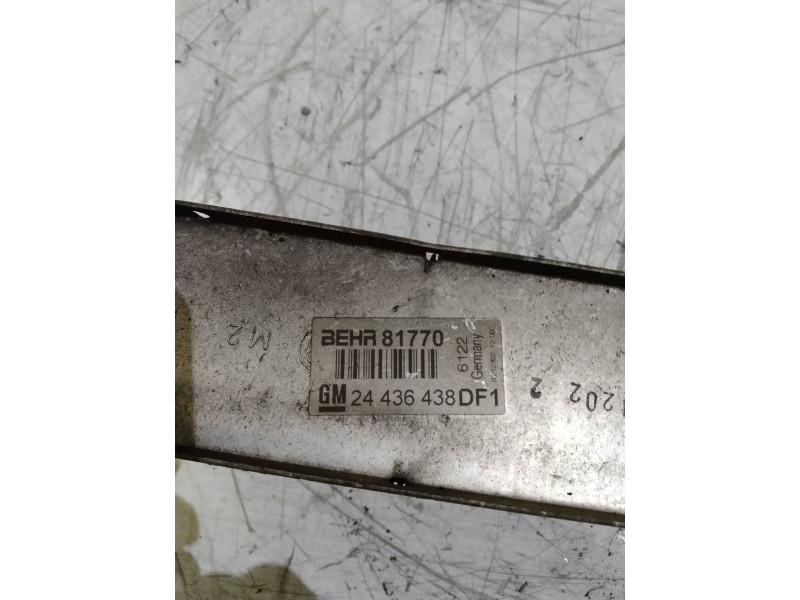 BEHR 81770
6122
Germany
GM 24 436 438 DF1
M2
202 2